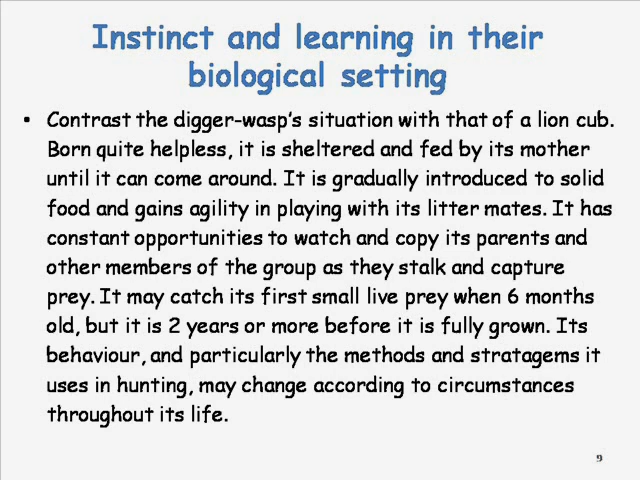 Instinct and learning in their
biological setting
• Contrast the digger-wasp's situation with that of a lion cub.
Born quite helpless, it is sheltered and fed by its mother
until it can come around. It is gradually introduced to solid
food and gains agility in playing with its litter mates. It has
constant opportunities to watch and copy its parents and
other members of the group as they stalk and capture
prey. It may catch its first small live prey when 6 months
old, but it is 2 years or more before it is fully grown. Its
behaviour, and particularly the methods and stratagems it
uses in hunting, may change according to circumstances
throughout its life.
9